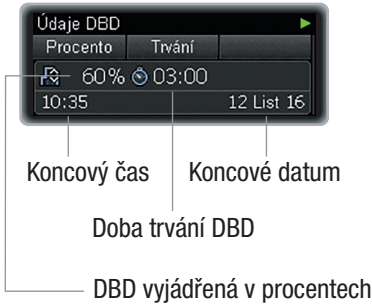 Údaje DBD
Procento Trvání
60% 03:00
10:35 12 List 16
Koncový čas Koncové datum
Doba trvání DBD
DBD vyjádřená v procentech